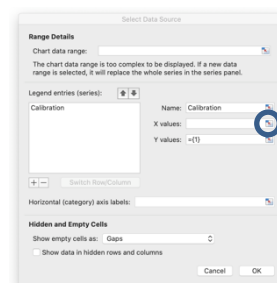 Select Data Source
Range Details
Chart data range:
The chart data range is too complex to be displayed. If a new data
range is selected, it will replace the whole series in the series panel.
Legend entries (series):
Calibration
Name: Calibration
X values:
Y values: ={1}
+ −
Switch Row/Column
Horizontal (category) axis labels:
Hidden and Empty Cells
Show empty cells as: Gaps
Show data in hidden rows and columns
Cancel OK